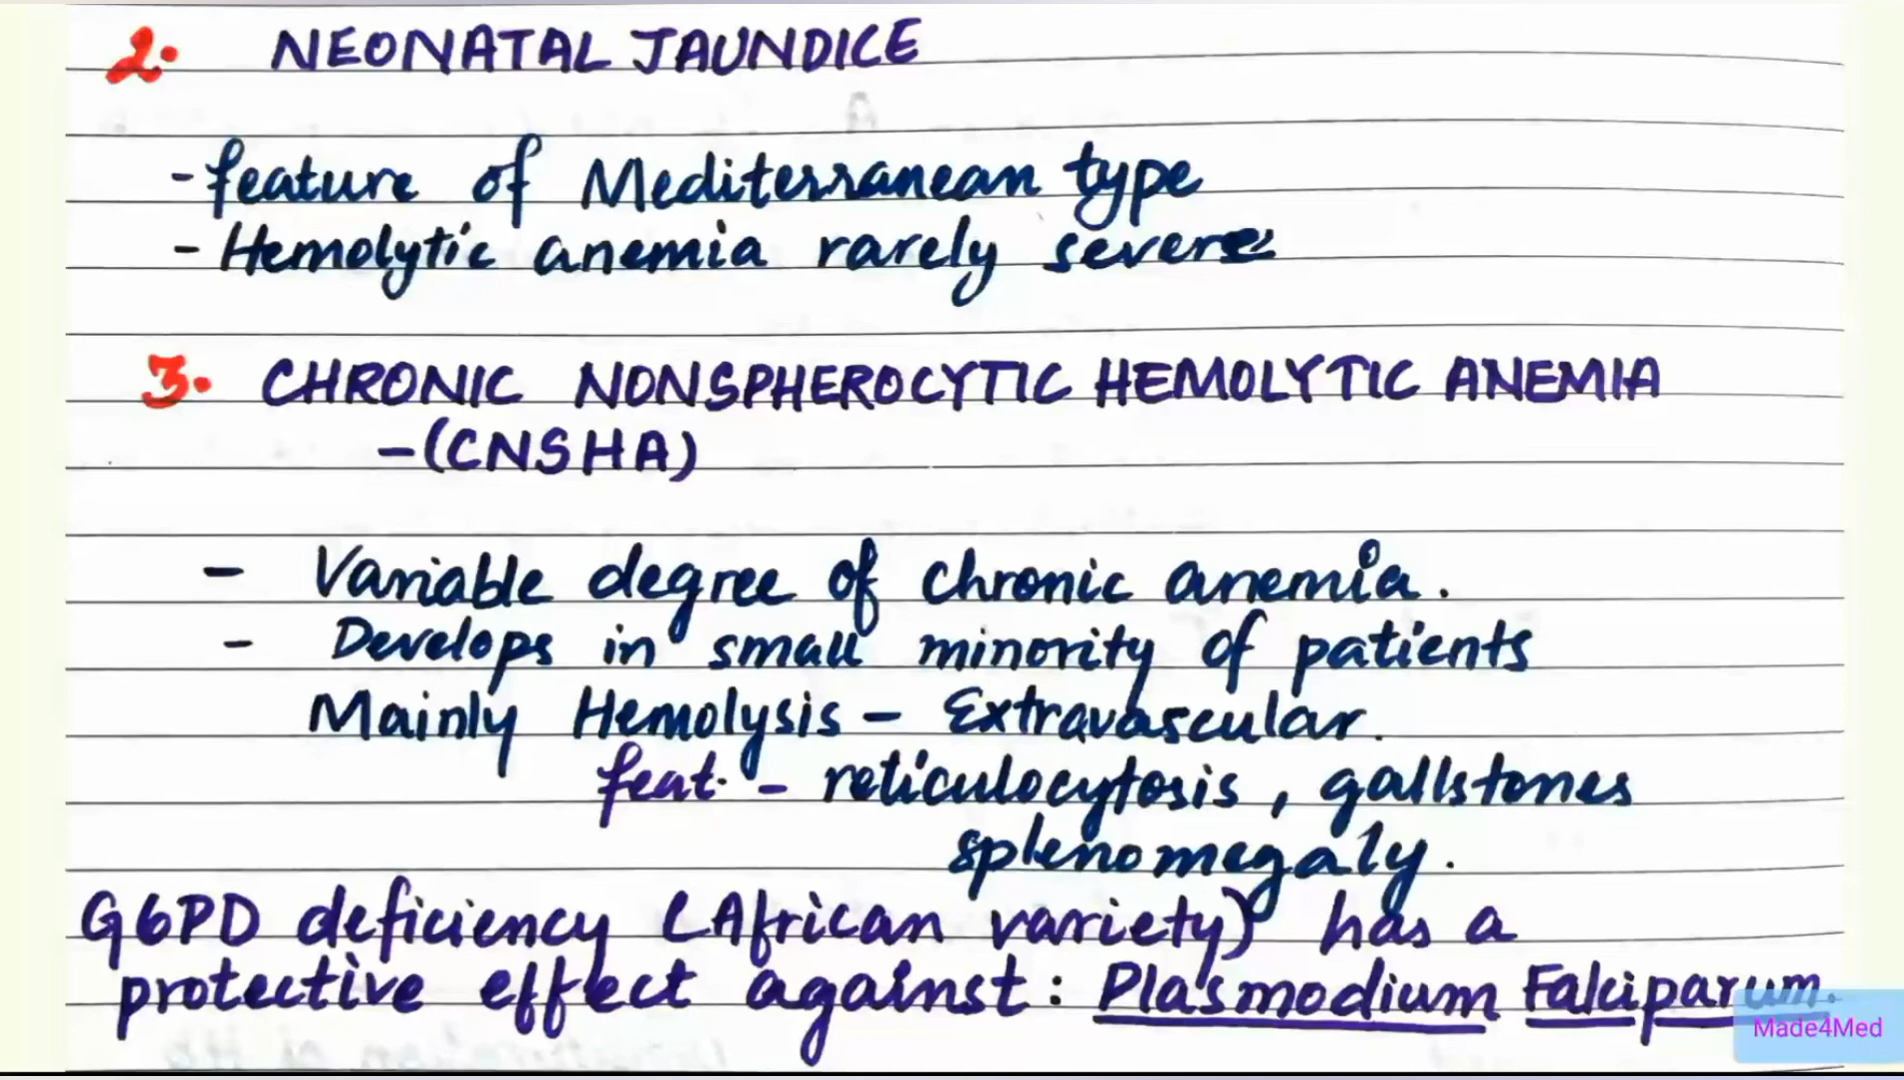 2. NEONATAL JAUNDICE
- feature of Mediterranean type
- Hemolytic anemia rarely severe
3. CHRONIC NONSPHEROCYTIC HEMOLYTIC ANEMIA
- (CNSHA)
- Variable degree of chronic anemia.
- Develops in small minority of patients
Mainly Hemolysis - Extravascular.
feat. - reticulocytosis, gallstones
splenomegaly.
G6PD deficiency (African variety) has a
protective effect against: Plasmodium Falciparum.
Made4Med